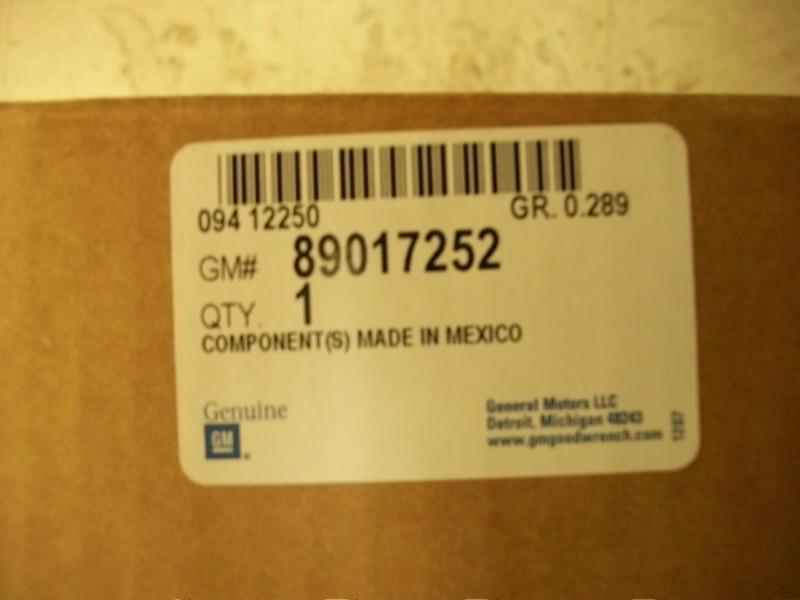 094 12250 GR. 0.289
GM# 89017252
QTY. 1
COMPONENT(S) MADE IN MEXICO
Genuine
GM
General Motors LLC
Detroit, Michigan 48243
www.gmgoodwrench.com